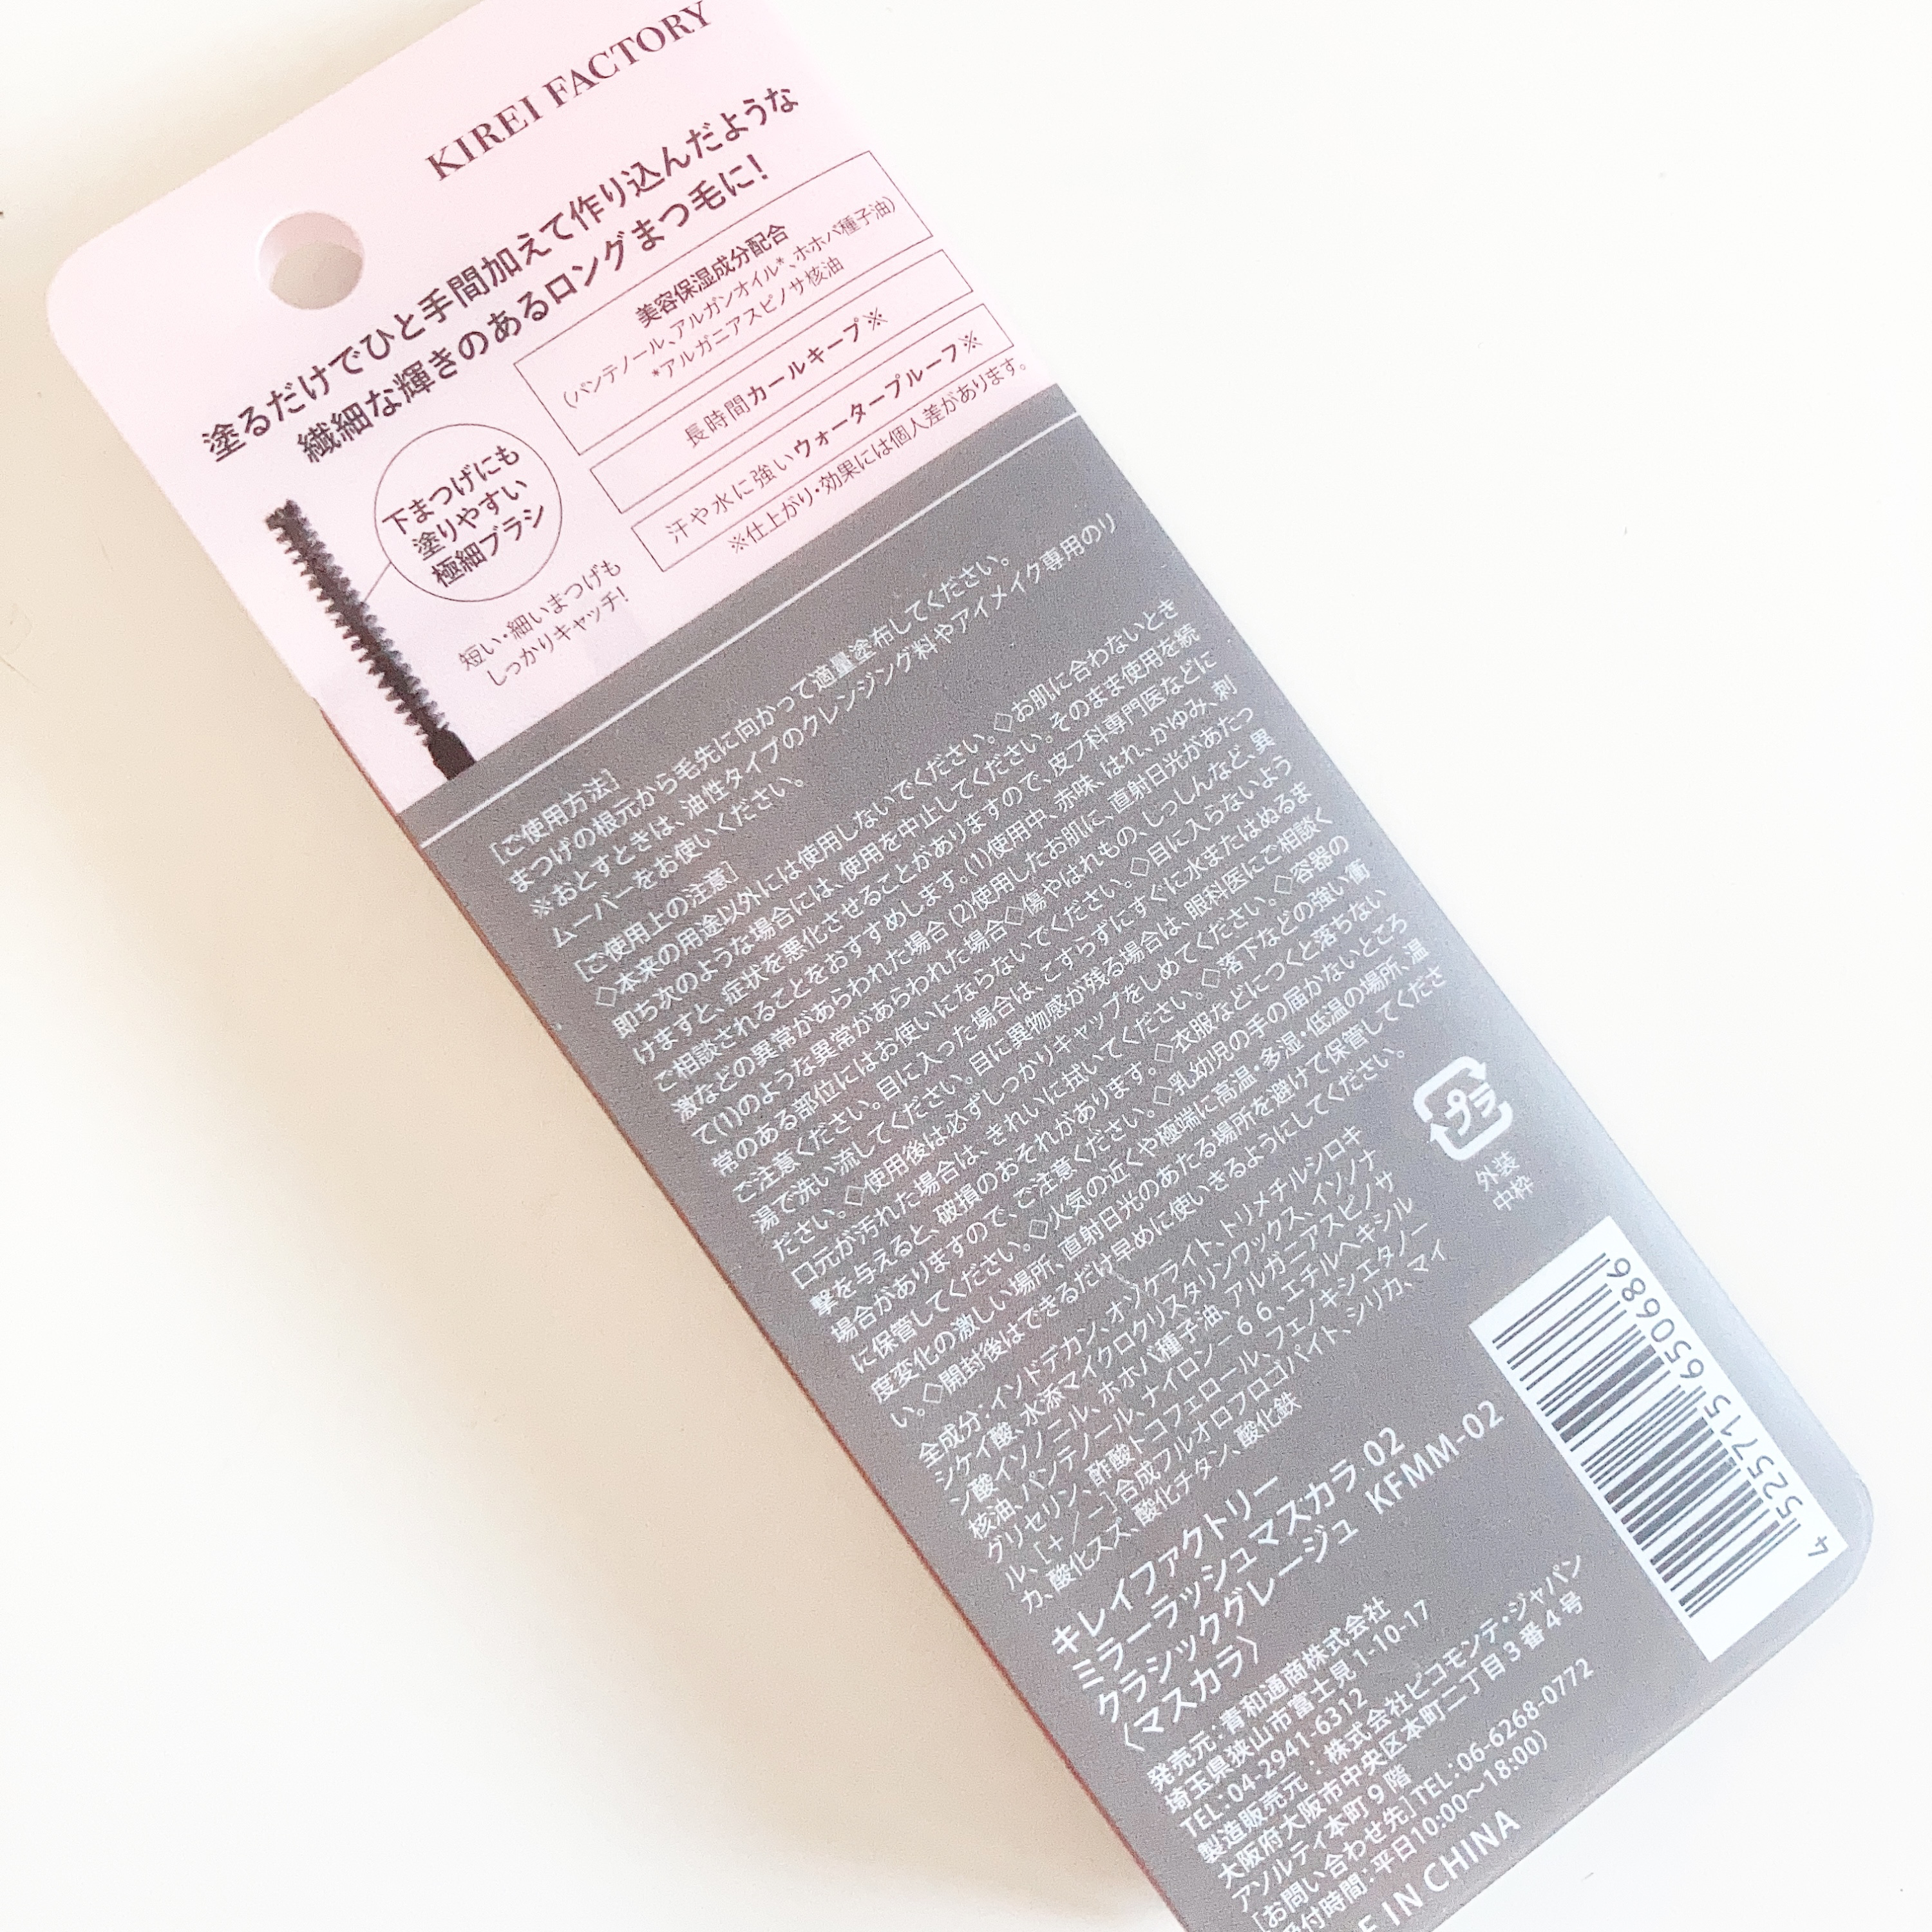 KIREI FACTORY
塗るだけでひと手間加えて作り込んだような
繊細な輝きのあるロングまつ毛に!
下まつげにも
塗りやすい
極細ブラシ
短い・細いまつげも
しっかりキャッチ!
美容保湿成分配合
(パンテノール、アルガンオイル*、ホホバ種子油)
*アルガニアスピノサ核油
長時間カールキープ※
汗や水に強いウォータープルーフ※
※仕上がり・効果には個人差があります。
[ご使用方法]
まつげの根元から毛先に向かって適量塗布してください。
※おとすときは、油性タイプのクレンジング料やアイメイク専用のリ
ムーバーをお使いください。
[ご使用上の注意]
◇本来の用途以外には使用しないでください。◇お肌に合わないとき
即ち次のような場合には、使用を中止してください。そのまま使用を続
けますと、症状を悪化させることがありますので、皮フ科専門医などに
ご相談されることをおすすめします。(1)使用中、赤味、はれ、かゆみ、刺
激などの異常があらわれた場合 (2)使用したお肌に、直射日光があたっ
て(1)のような異常があらわれた場合◇傷やはれもの、しっしんなど、異
常のある部位にはお使いにならないでください。◇目に入らないよう
ご注意ください。目に入った場合は、こすらずにすぐに水またはぬるま
湯で洗い流してください。目に異物感が残る場合は、眼科医にご相談く
ださい。◇使用後は必ずしっかりキャップをしめてください。◇容器の
口元が汚れた場合は、きれいに拭いてください。◇落下などの強い衝
撃を与えると、破損のおそれがあります。◇衣服などにつくと落ちない
場合がありますので、ご注意ください。◇乳幼児の手の届かないところ
に保管してください。◇火気の近くや極端に高温・多湿・低温の場所、温
度変化の激しい場所、直射日光のあたる場所を避けて保管してくださ
い。◇開封後はできるだけ早めに使いきるようにしてください。
全成分:イソドデカン、オゾケライト、トリメチルシロキ
シケイ酸、水添マイクロクリスタリンワックス、イソノナ
ン酸イソノニル、ホホバ種子油、アルガニアスピノサ
核油、パンテノール、ナイロン-66、エチルヘキシル
グリセリン、酢酸トコフェロール、フェノキシエタノー
ル、[+/-]合成フルオロフロゴパイト、シリカ、マイ
カ、酸化スズ、酸化チタン、酸化鉄
プラ
外装
中枠
キレイファクトリー
ミラーラッシュマスカラ 02
クラシックグレージュ KFMM-02
〈マスカラ〉
発売元:青和通商株式会社
埼玉県狭山市富士見1-10-17
TEL:04-2941-6312
製造販売元:株式会社ピコモンテ・ジャパン
大阪府大阪市中央区本町二丁目3番4号
アソルティ本町9階
[お問い合わせ先]TEL:06-6268-0772
受付時間:平日10:00~18:00)
E IN CHINA
4 525715 650686